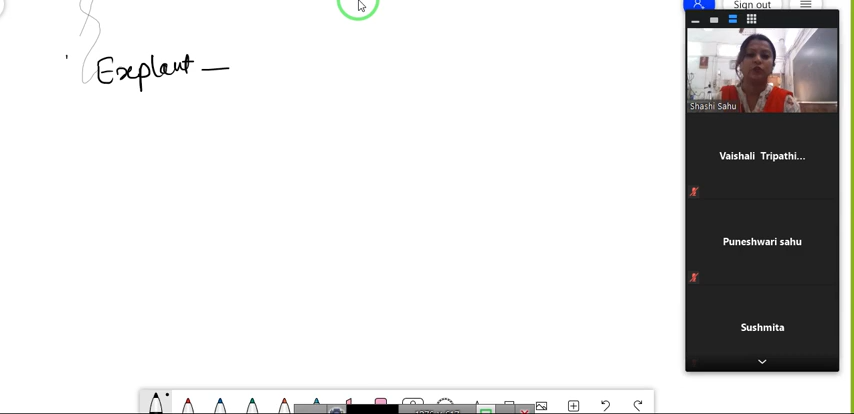 Sign out
Explant —
Shashi Sahu
Vaishali Tripathi...
Puneshwari sahu
Sushmita